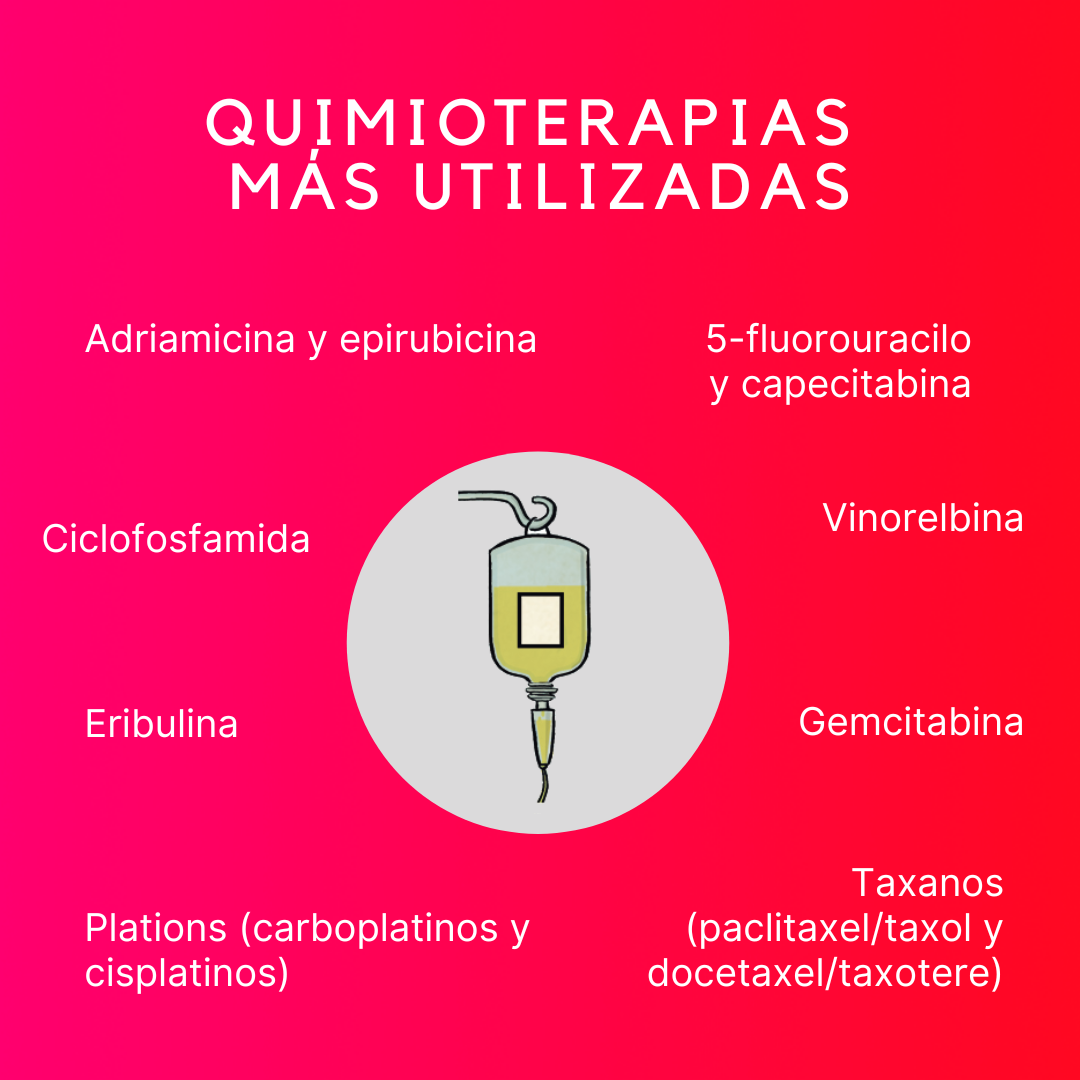 QUIMIOTERAPIAS
MÁS UTILIZADAS
Adriamicina y epirubicina
5-fluorouracilo
y capecitabina
Ciclofosfamida
Vinorelbina
Eribulina
Gemcitabina
Plations (carboplatinos y
cisplatinos)
Taxanos
(paclitaxel/taxol y
docetaxel/taxotere)